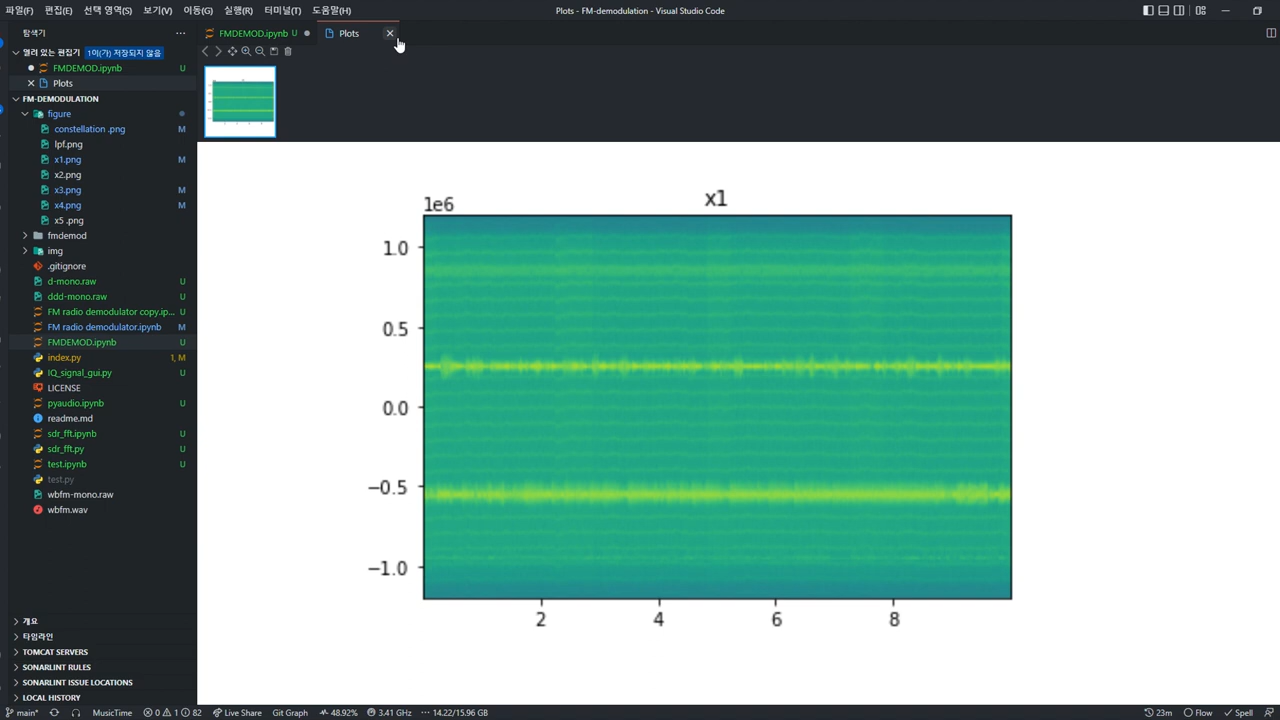 파일(F) 편집(E) 선택 영역(S) 보기(V) 이동(G) 실행(R) 터미널(T) 도움말(H) Plots - FM-demodulation - Visual Studio Code
탐색기
FMDEMOD.ipynb U
Plots
열려 있는 편집기 1이(가) 저장되지 않음
FMDEMOD.ipynb U
Plots
FM-DEMODULATION
figure
constellation .png M
lpf.png
x1.png M
x2.png
x3.png M
x4.png M
x5 .png
fmdemod
img
.gitignore
d-mono.raw U
ddd-mono.raw U
FM radio demodulator copy.ip... U
FM radio demodulator.ipynb M
FMDEMOD.ipynb U
index.py 1, M
IQ_signal_gui.py U
LICENSE
pyaudio.ipynb U
readme.md
sdr_fft.ipynb U
sdr_fft.py U
test.ipynb U
test.py
wbfm-mono.raw
wbfm.wav
개요
타임라인
TOMCAT SERVERS
SONARLINT RULES
SONARLINT ISSUE LOCATIONS
LOCAL HISTORY
x1
1e6
1.0
0.5
0.0
−0.5
−1.0
2 4 6 8
main* MusicTime 0 1 82 Live Share Git Graph 48.92% 3.41 GHz 14.22/15.96 GB 23m Flow Spell